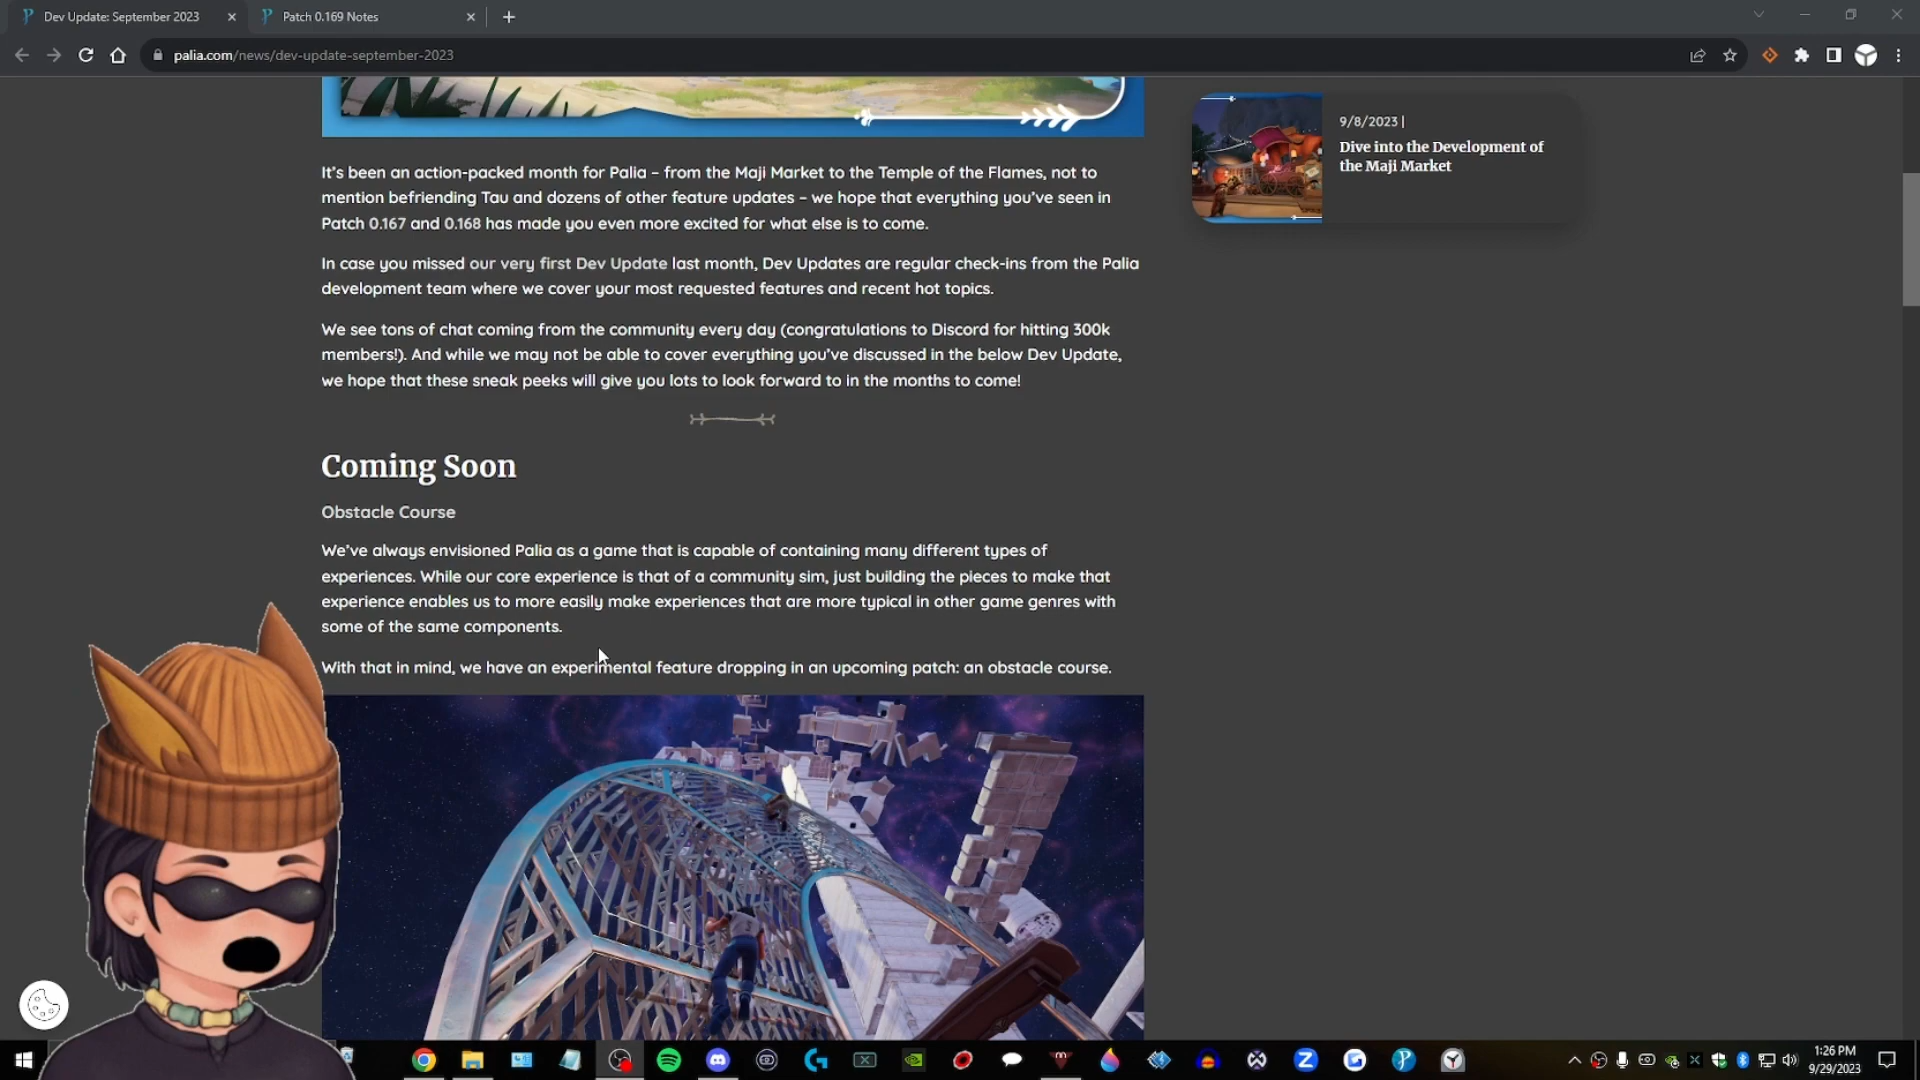 Dev Update: September 2023
Patch 0.169 Notes
palia.com/news/dev-update-september-2023
9/8/2023 |
Dive into the Development of
the Maji Market
It's been an action-packed month for Palia – from the Maji Market to the Temple of the Flames, not to
mention befriending Tau and dozens of other feature updates – we hope that everything you've seen in
Patch 0.167 and 0.168 has made you even more excited for what else is to come.
In case you missed our very first Dev Update last month, Dev Updates are regular check-ins from the Palia
development team where we cover your most requested features and recent hot topics.
We see tons of chat coming from the community every day (congratulations to Discord for hitting 300k
members!). And while we may not be able to cover everything you've discussed in the below Dev Update,
we hope that these sneak peeks will give you lots to look forward to in the months to come!
Coming Soon
Obstacle Course
We've always envisioned Palia as a game that is capable of containing many different types of
experiences. While our core experience is that of a community sim, just building the pieces to make that
experience enables us to more easily make experiences that are more typical in other game genres with
some of the same components.
With that in mind, we have an experimental feature dropping in an upcoming patch: an obstacle course.
1:26 PM
9/29/2023